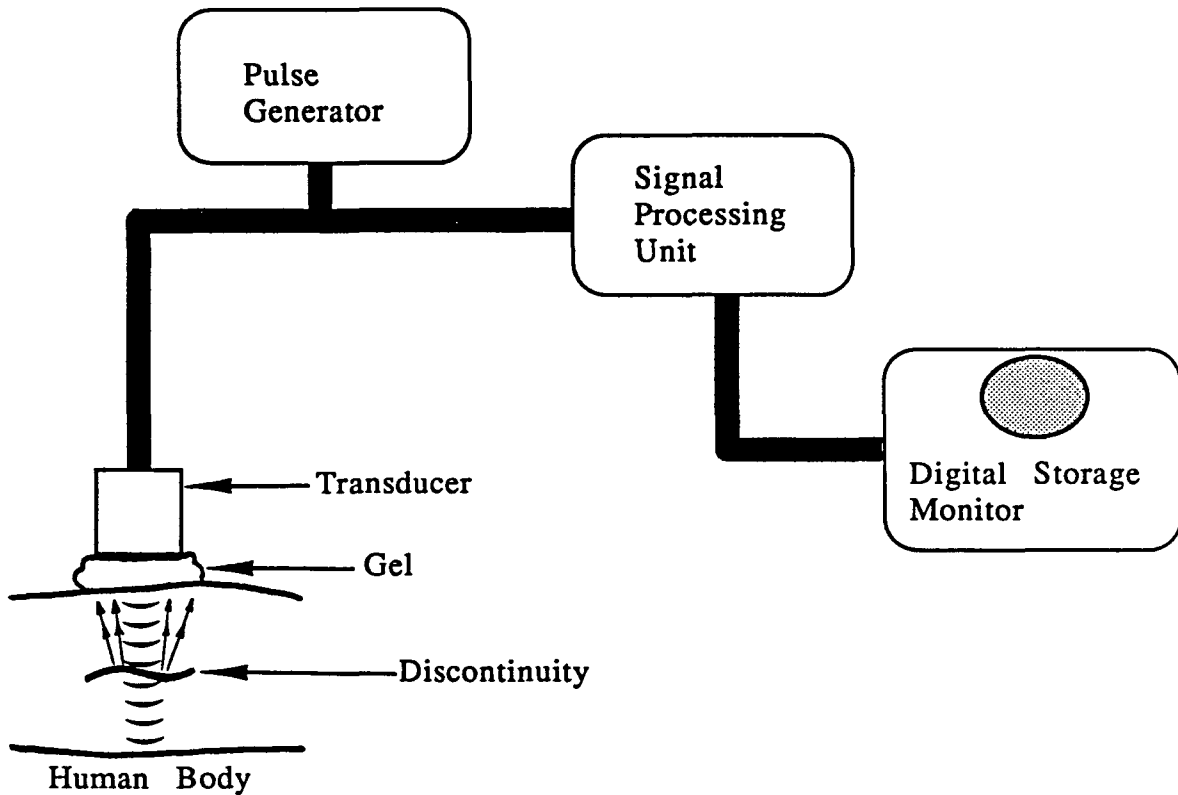 Pulse
Generator
Signal
Processing
Unit
Digital Storage
Monitor
Transducer
Gel
Discontinuity
Human Body